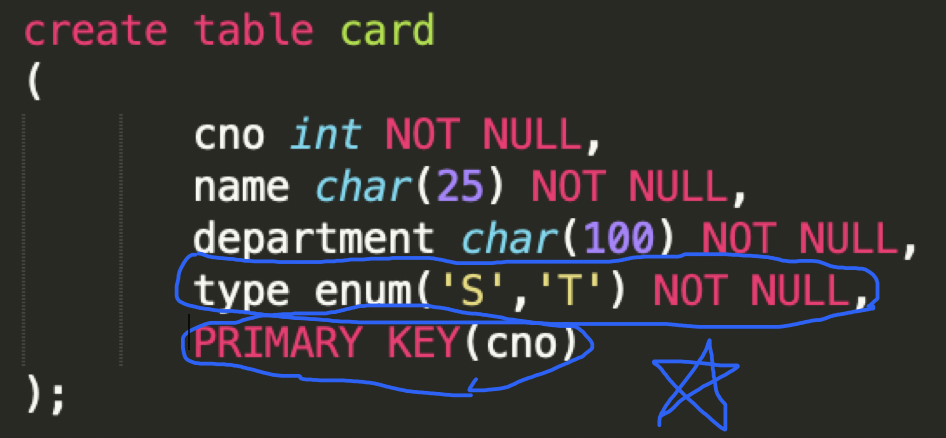 create table card
(
cno int NOT NULL,
name char(25) NOT NULL,
department char(100) NOT NULL,
type enum('S','T') NOT NULL,
PRIMARY KEY(cno)
);